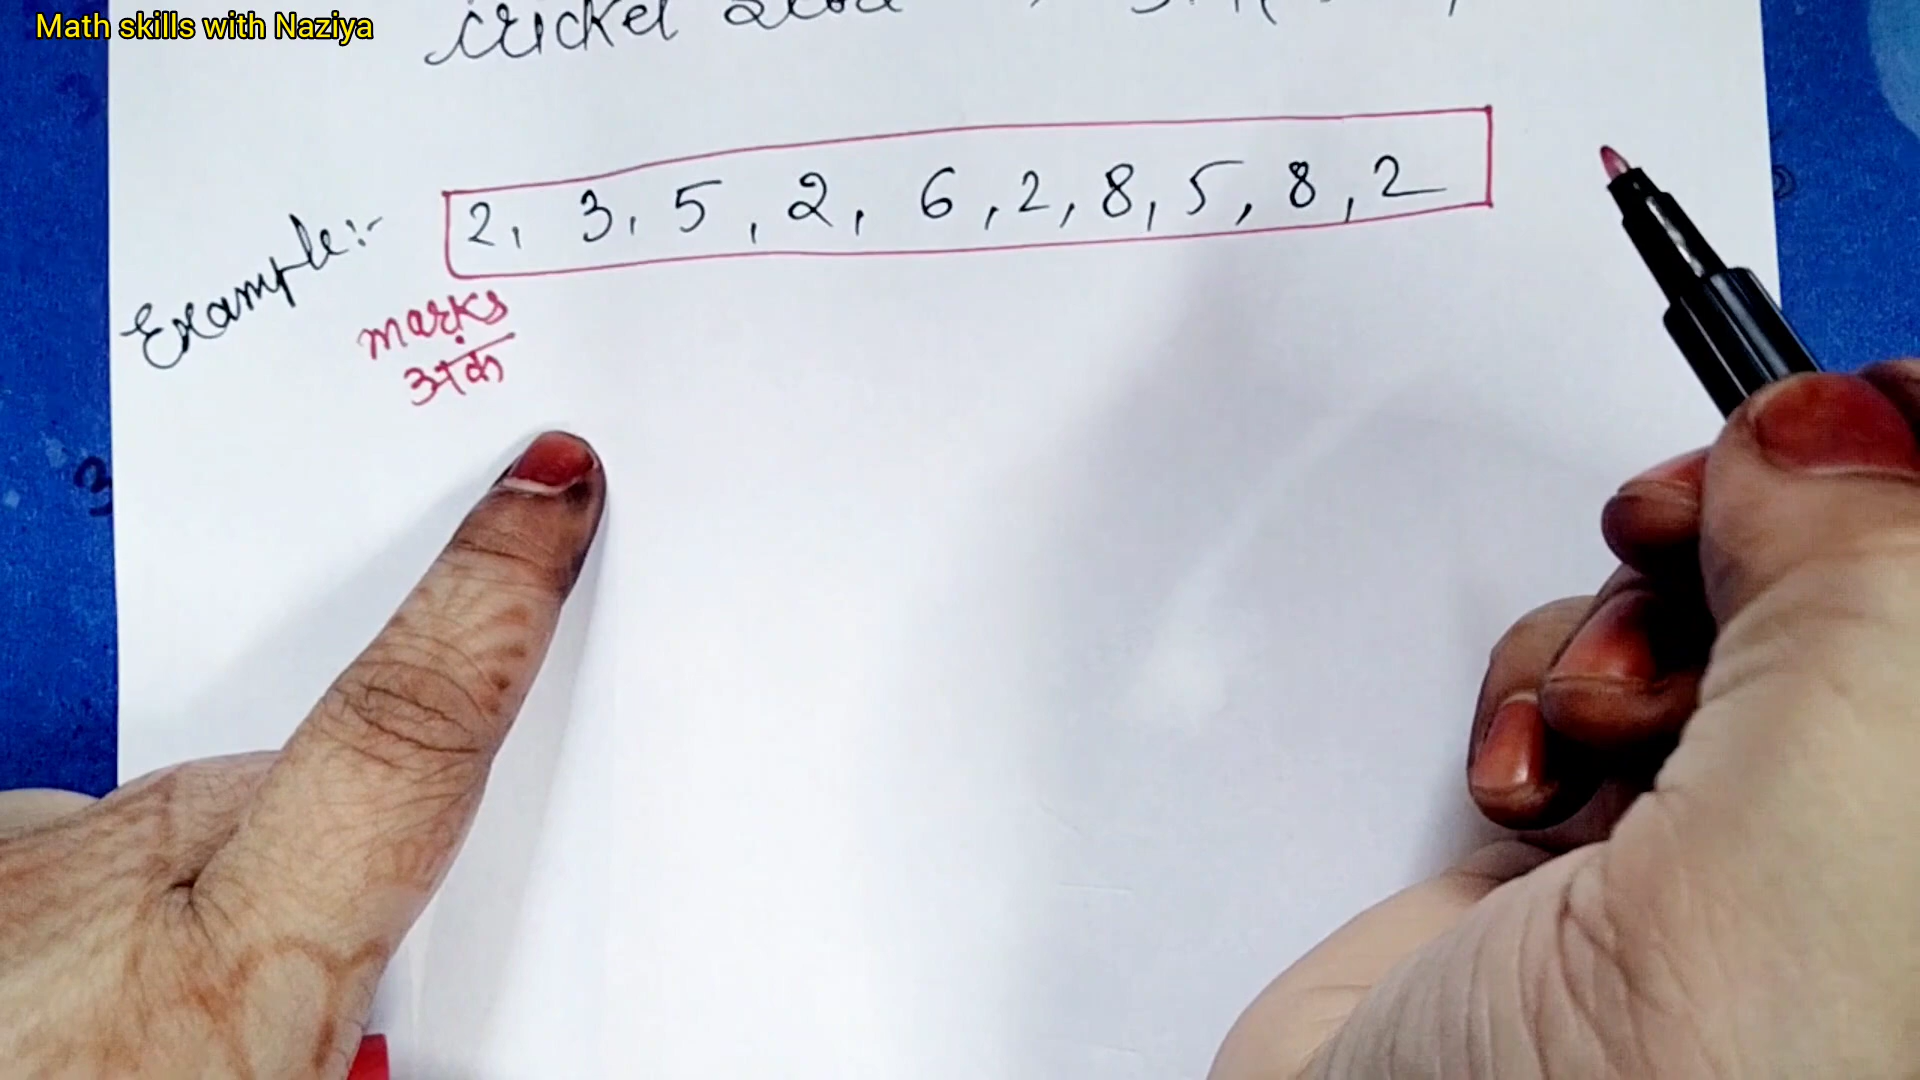 Math skills with Naziya
cricket
Example:-
2, 3, 5, 2, 6, 2, 8, 5, 8, 2
marks
अंक